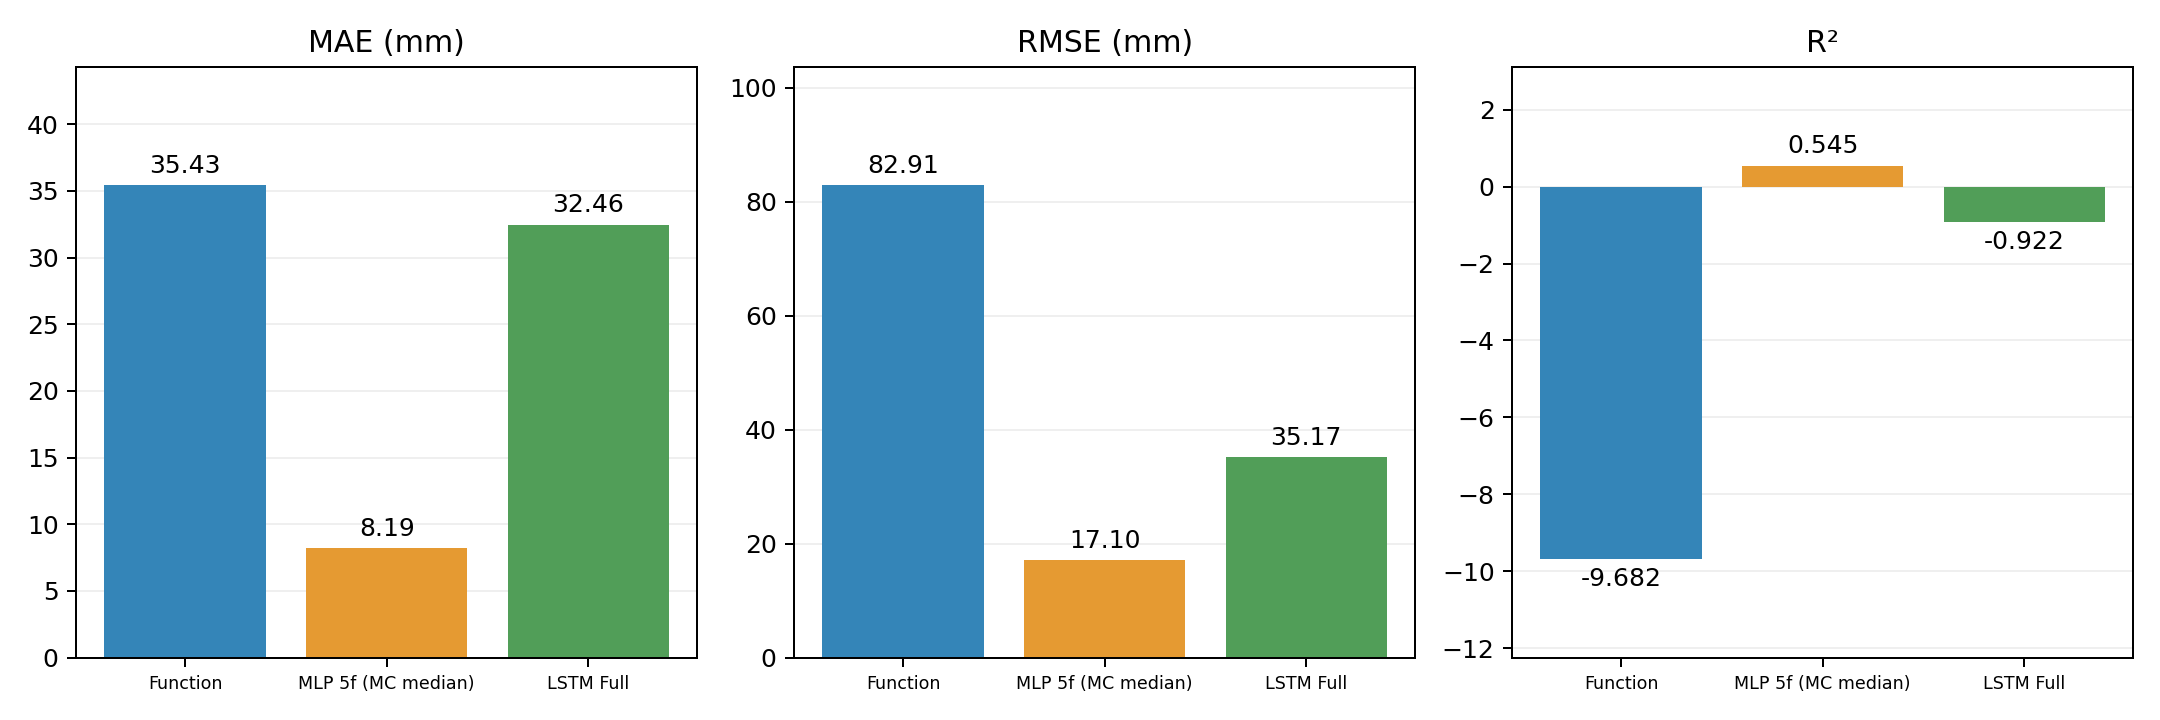 MAE (mm)
40
35
30
25
20
15
10
5
0
35.43
8.19
32.46
Function
MLP 5f (MC median)
LSTM Full
RMSE (mm)
100
80
60
40
20
0
82.91
17.10
35.17
Function
MLP 5f (MC median)
LSTM Full
R²
2
0
−2
−4
−6
−8
−10
−12
-9.682
0.545
-0.922
Function
MLP 5f (MC median)
LSTM Full